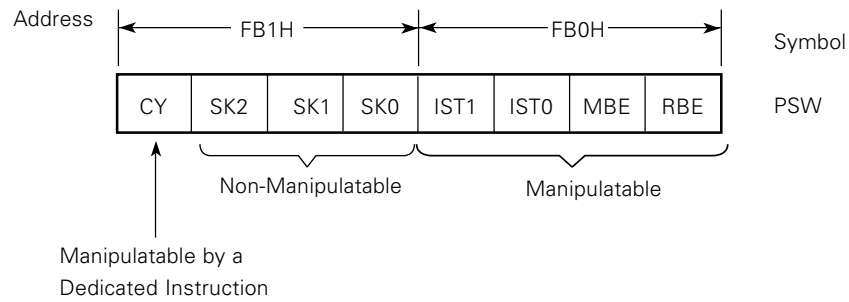 Address
FB1H FB0H
Symbol
CY SK2 SK1 SK0 IST1 IST0 MBE RBE PSW
Non-Manipulatable Manipulatable
Manipulatable by a
Dedicated Instruction